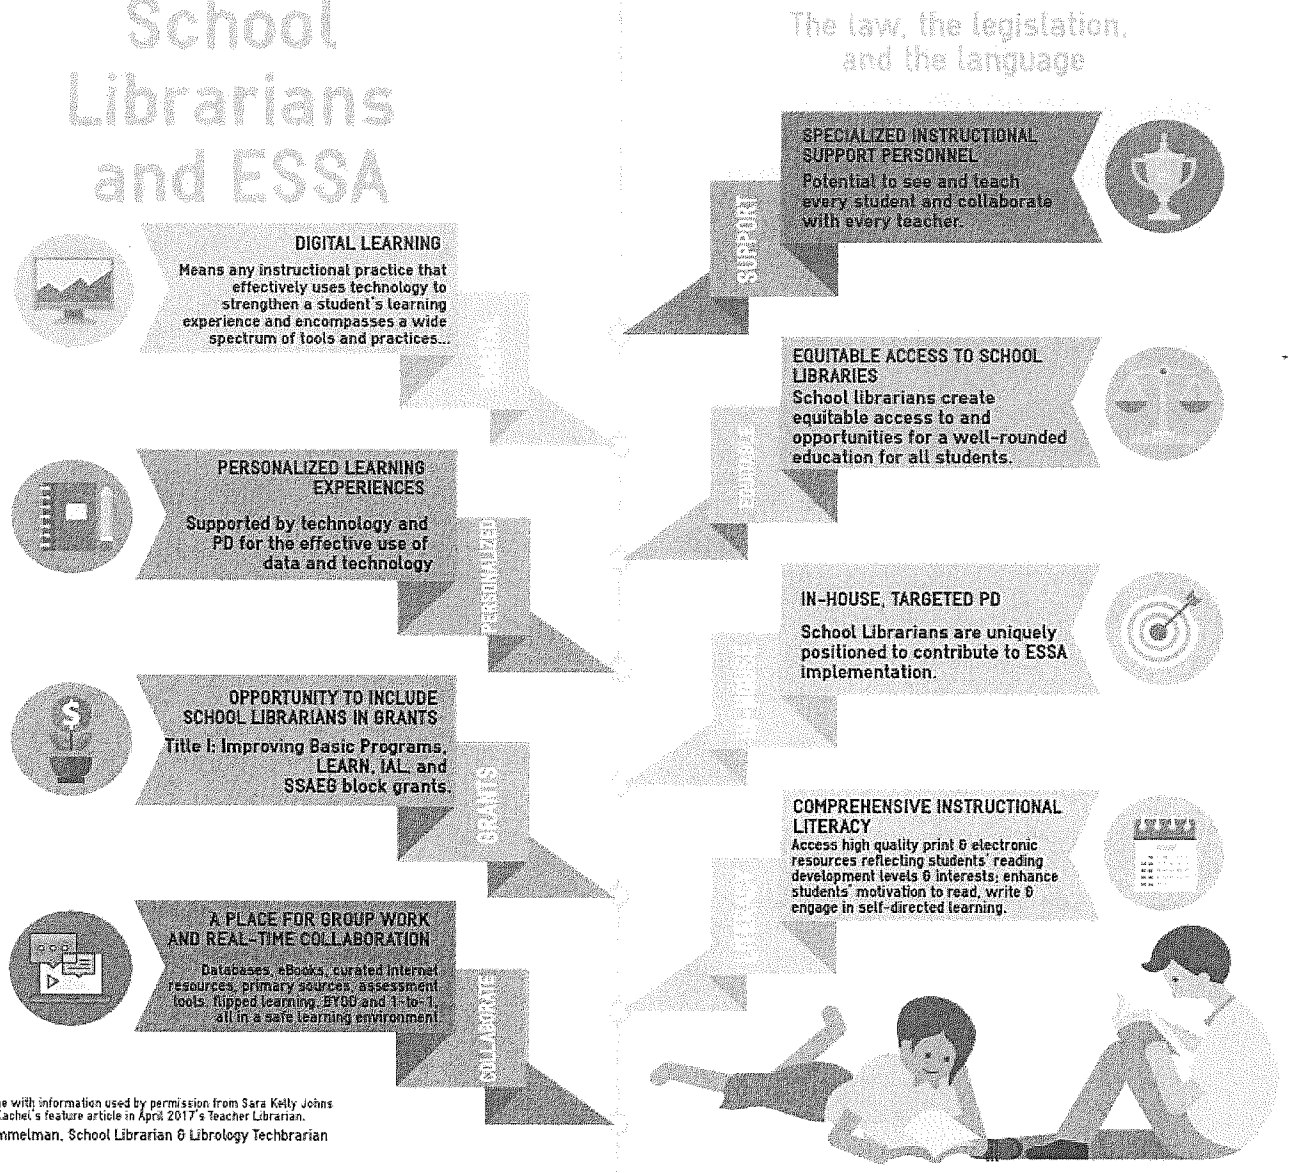 School
Librarians
and ESSA
DIGITAL LEARNING
Means any instructional practice that
effectively uses technology to
strengthen a student's learning
experience and encompasses a wide
spectrum of tools and practices...
PERSONALIZED LEARNING
EXPERIENCES
Supported by technology and
PD for the effective use of
data and technology
PERSONALIZED
OPPORTUNITY TO INCLUDE
SCHOOL LIBRARIANS IN GRANTS
Title I: Improving Basic Programs,
LEARN, IAL, and
SSAEG block grants.
GRANTS
A PLACE FOR GROUP WORK
AND REAL-TIME COLLABORATION
Databases, eBooks, curated Internet
resources, primary sources, assessment
tools, flipped learning, BYOD and 1-to-1,
all in a safe learning environment
COLLABORATE
e with information used by permission from Sara Kelly Johns
Kachel's feature article in April 2017's Teacher Librarian.
mmelman, School Librarian & Librology Techbrarian
The law, the legislation,
and the language
SPECIALIZED INSTRUCTIONAL
SUPPORT PERSONNEL
Potential to see and teach
every student and collaborate
with every teacher.
SUPPORT
EQUITABLE ACCESS TO SCHOOL
LIBRARIES
School librarians create
equitable access to and
opportunities for a well-rounded
education for all students.
IN-HOUSE, TARGETED PD
School Librarians are uniquely
positioned to contribute to ESSA
implementation.
COMPREHENSIVE INSTRUCTIONAL
LITERACY
Access high quality print & electronic
resources reflecting students' reading
development levels & interests; enhance
students' motivation to read, write &
engage in self-directed learning.